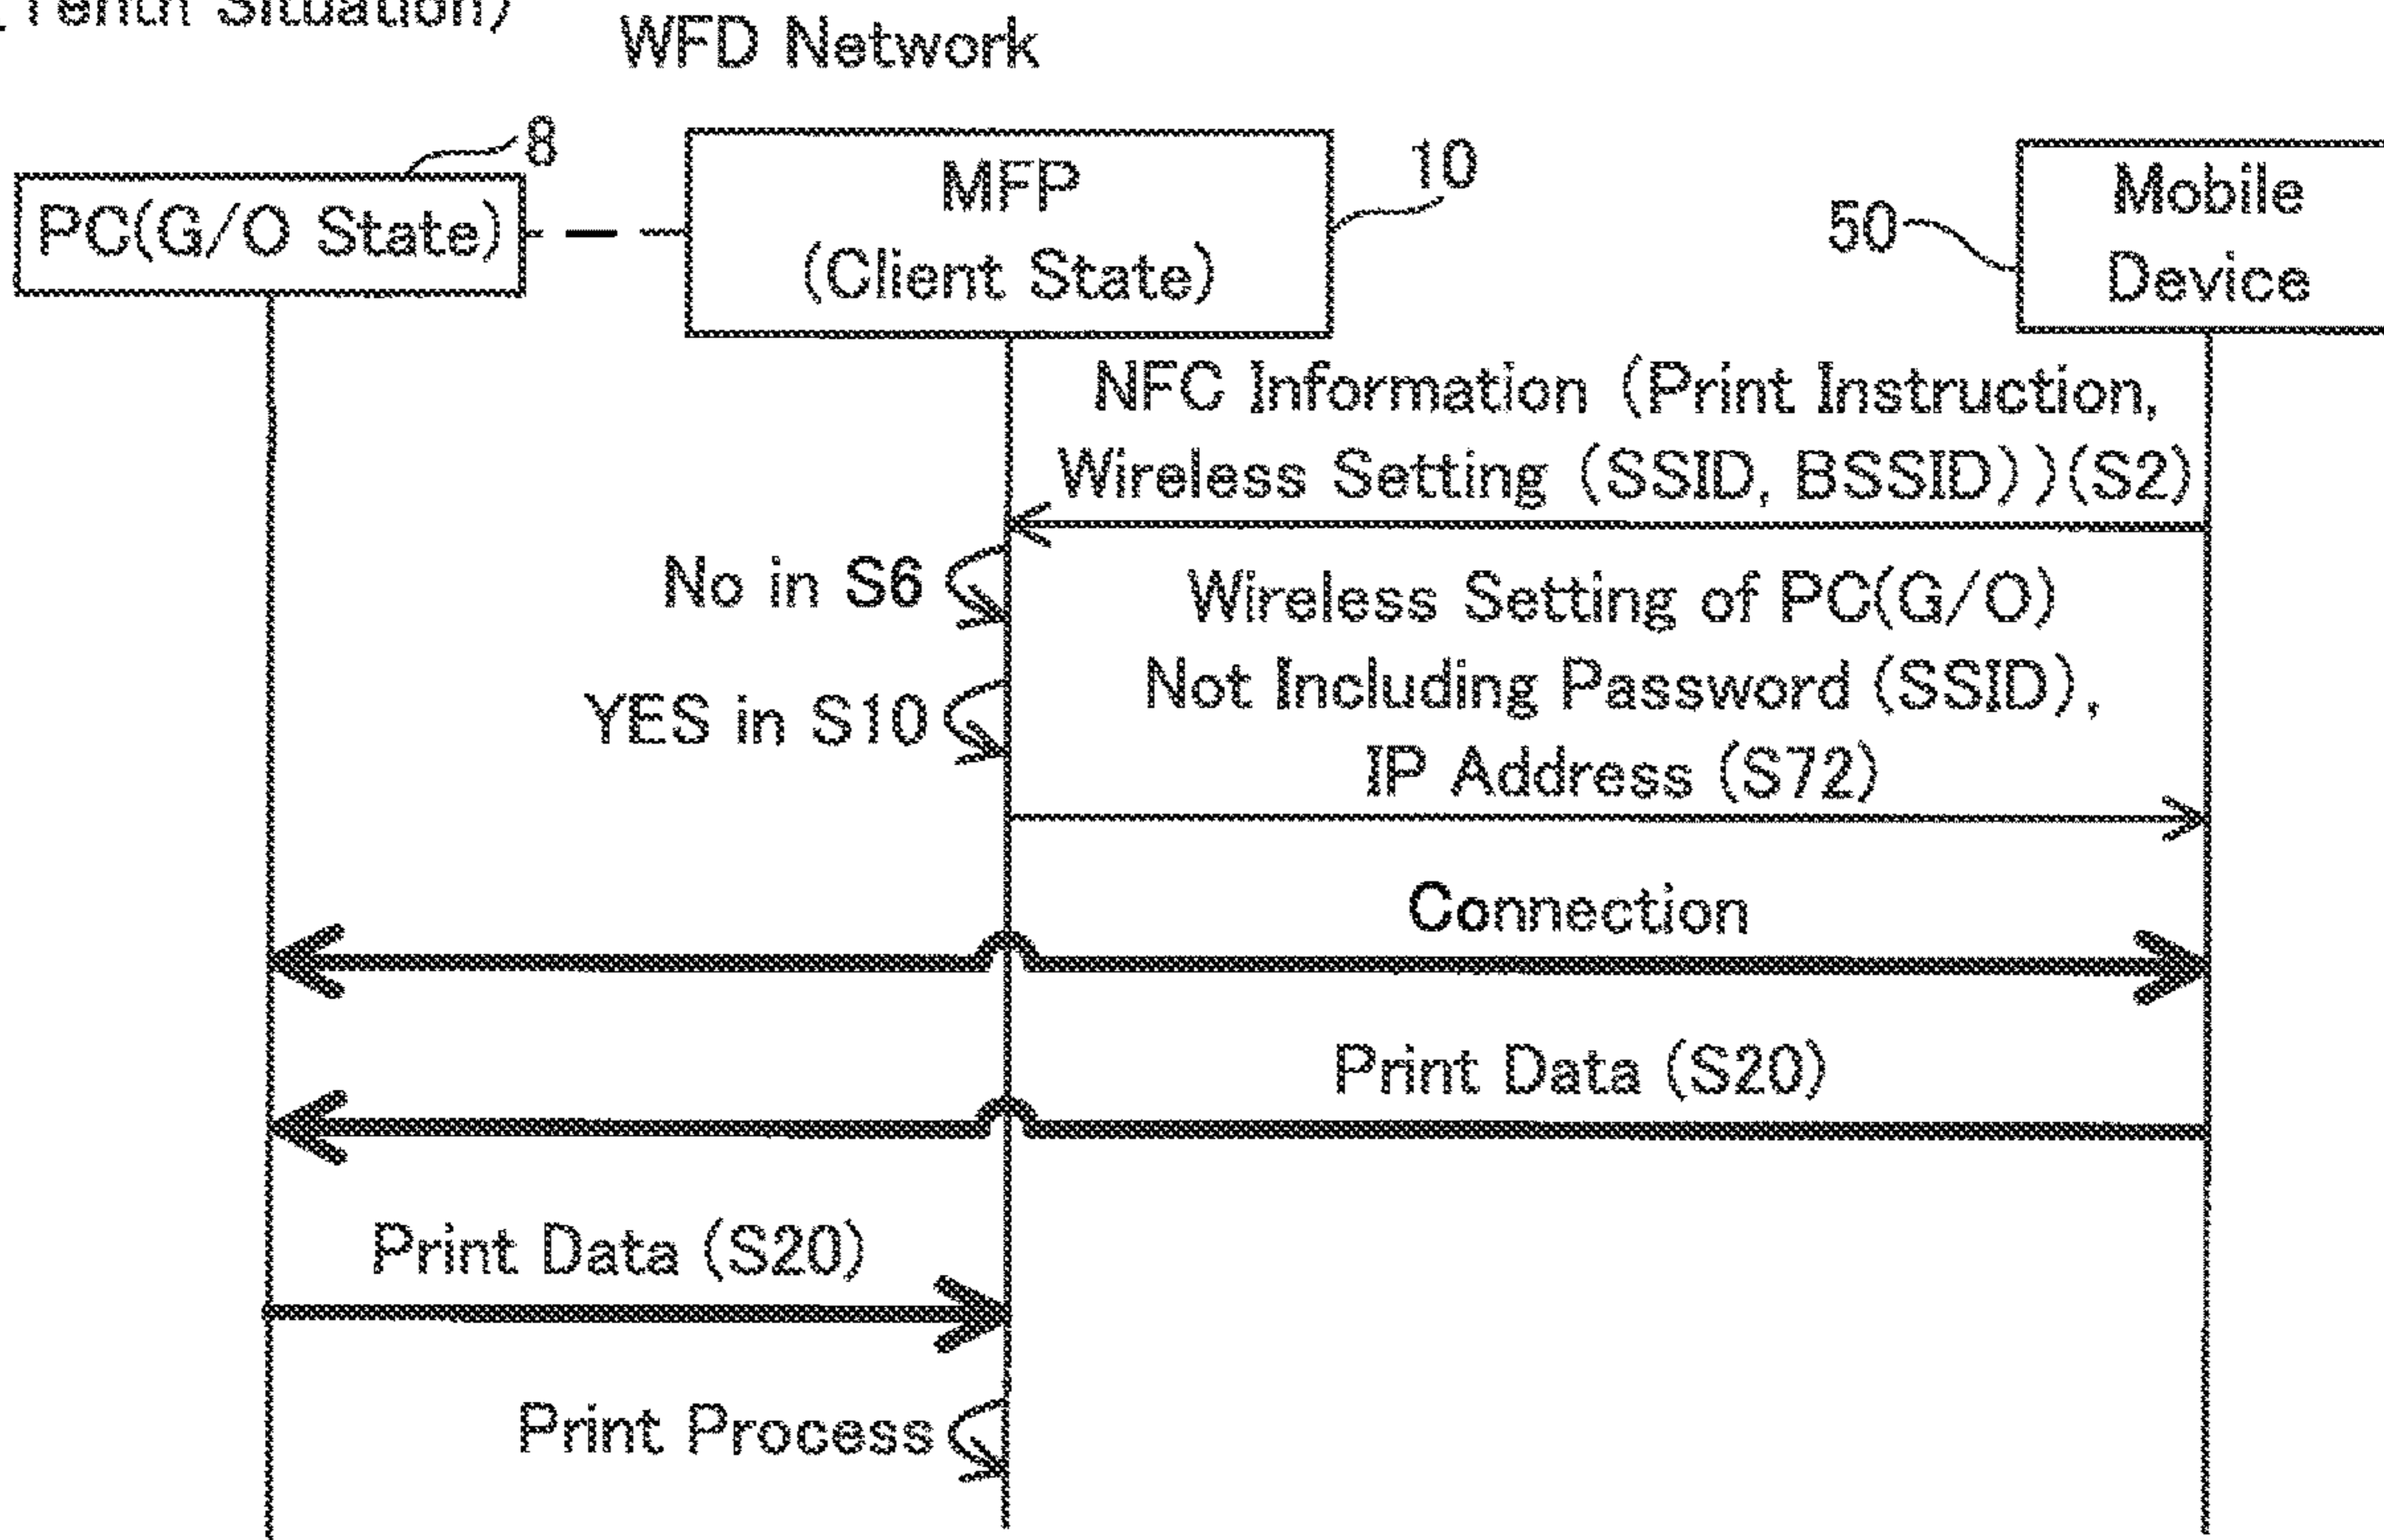 Tenth Situation)
WFD Network
8
PC(G/O State)
MFP
(Client State)
10
50
Mobile
Device
NFC Information (Print Instruction,
Wireless Setting (SSID, BSSID))(S2)
No in S6
Wireless Setting of PC(G/O)
Not Including Password (SSID),
IP Address (S72)
YES in S10
Connection
Print Data (S20)
Print Data (S20)
Print Process